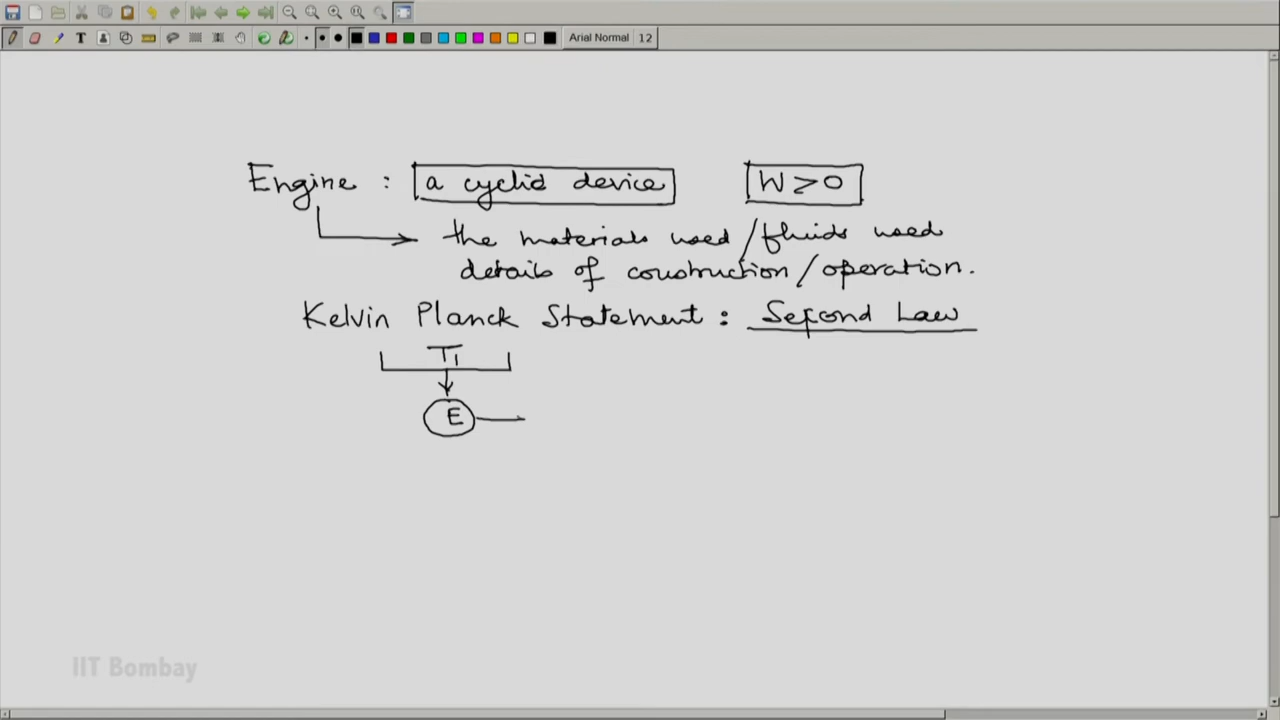 Arial Normal 12
Engine : a cyclic device W ≥ 0
the materials used / fluids used
details of construction / operation.
Kelvin Planck Statement : Second Law
T₁
E
IIT Bombay